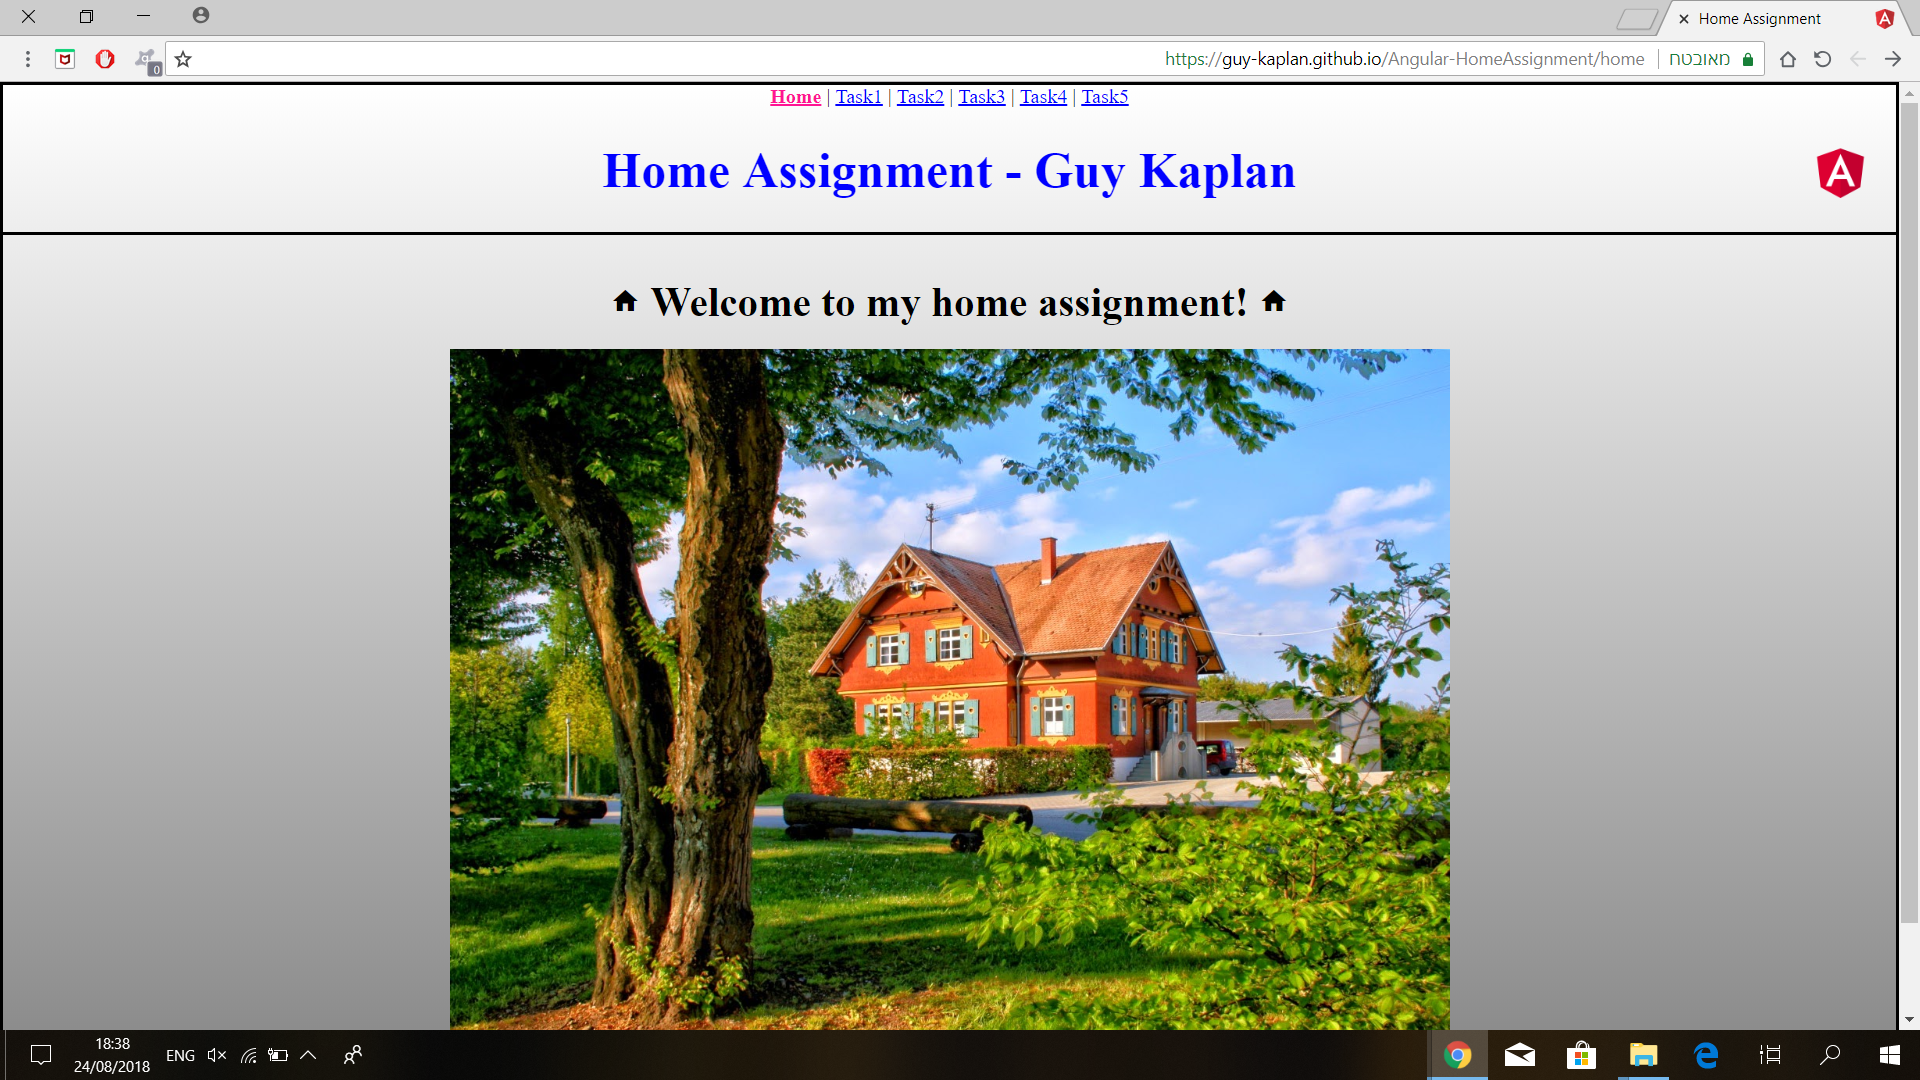 Home Assignment
0
https://guy-kaplan.github.io/Angular-HomeAssignment/home
מאובטח
Home | Task1 | Task2 | Task3 | Task4 | Task5
Home Assignment - Guy Kaplan
A
Welcome to my home assignment!
18:38
24/08/2018
ENG